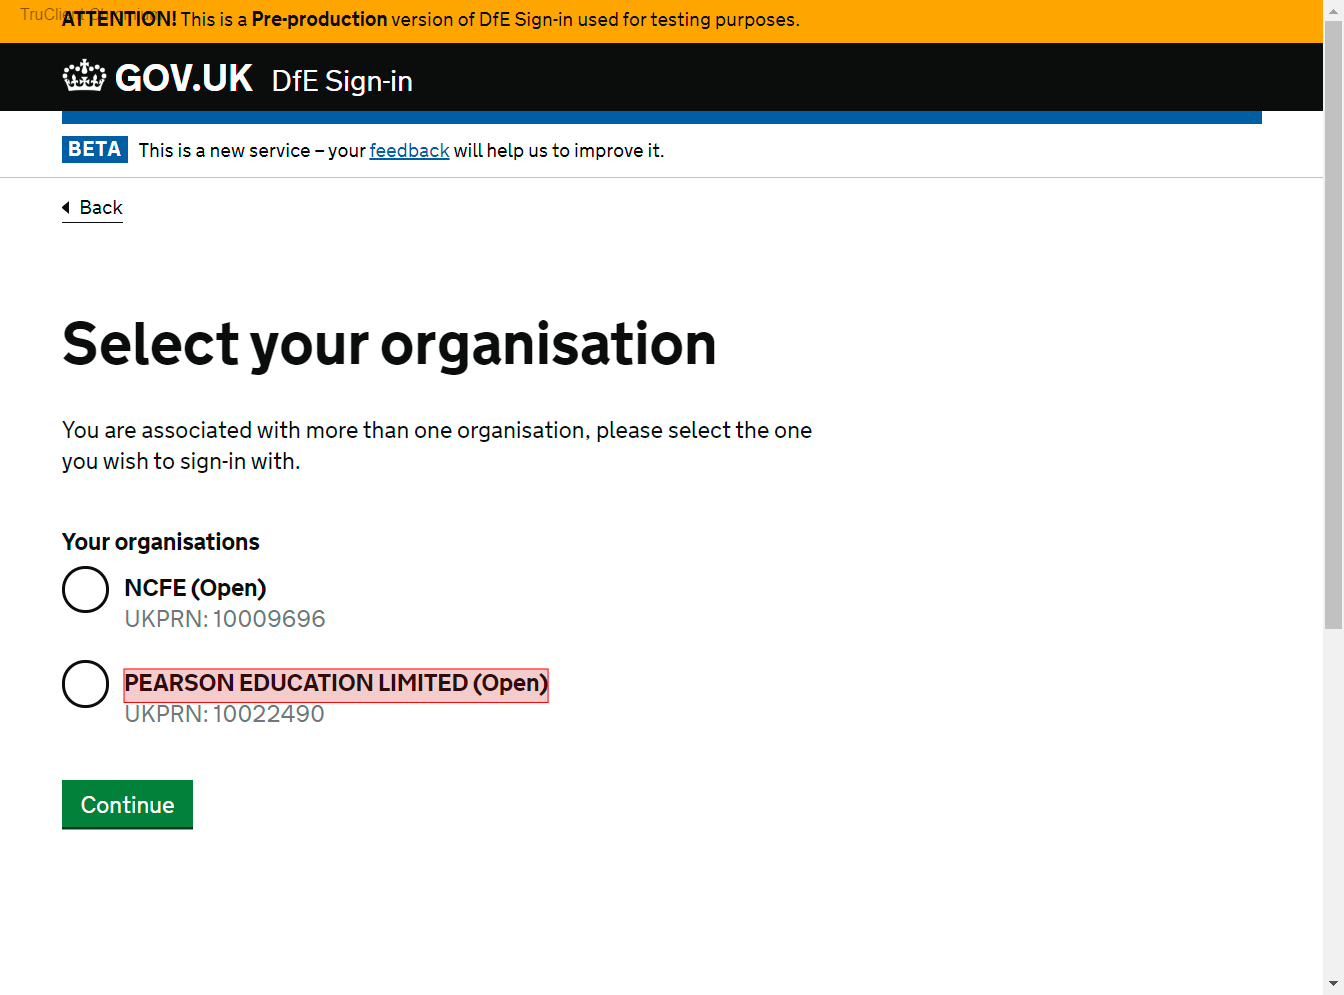 ATTENTION! This is a Pre-production version of DfE Sign-in used for testing purposes.
GOV.UK DfE Sign-in
BETA This is a new service – your feedback will help us to improve it.
Back
Select your organisation
You are associated with more than one organisation, please select the one
you wish to sign-in with.
Your organisations
NCFE (Open)
UKPRN: 10009696
PEARSON EDUCATION LIMITED (Open)
UKPRN: 10022490
Continue